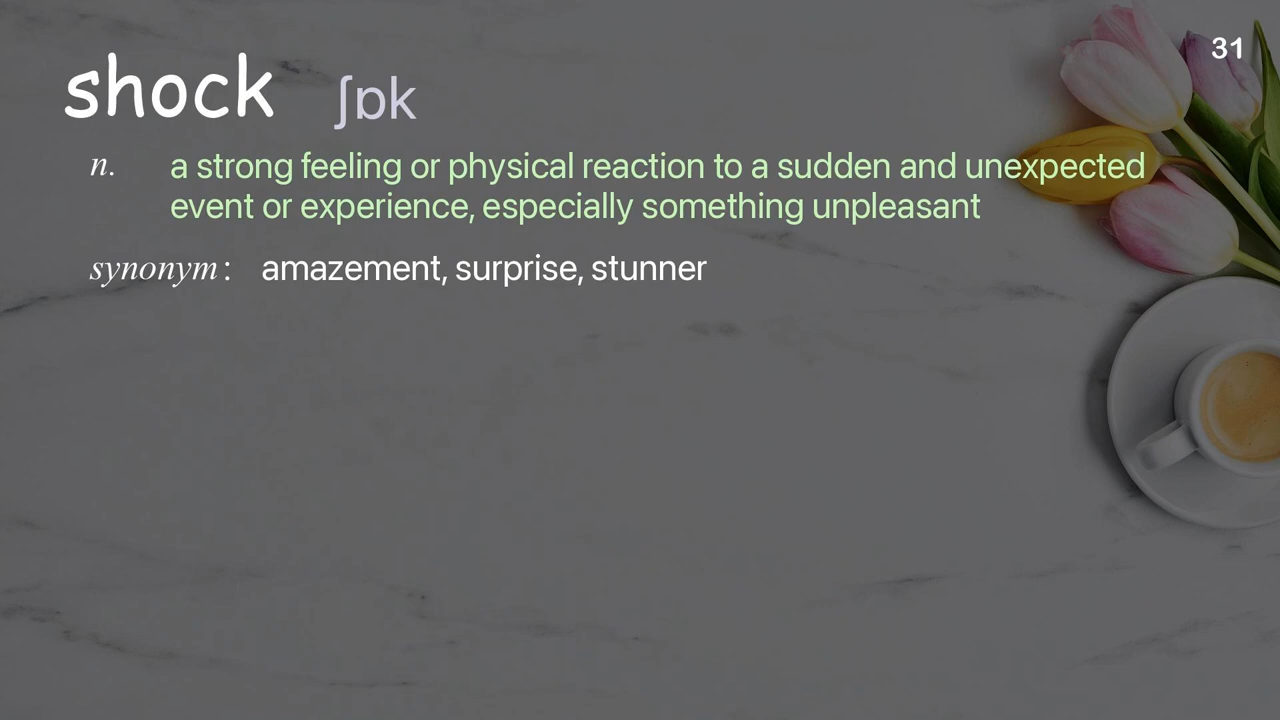 31
shock ʃɒk
n. a strong feeling or physical reaction to a sudden and unexpected
event or experience, especially something unpleasant
synonym : amazement, surprise, stunner